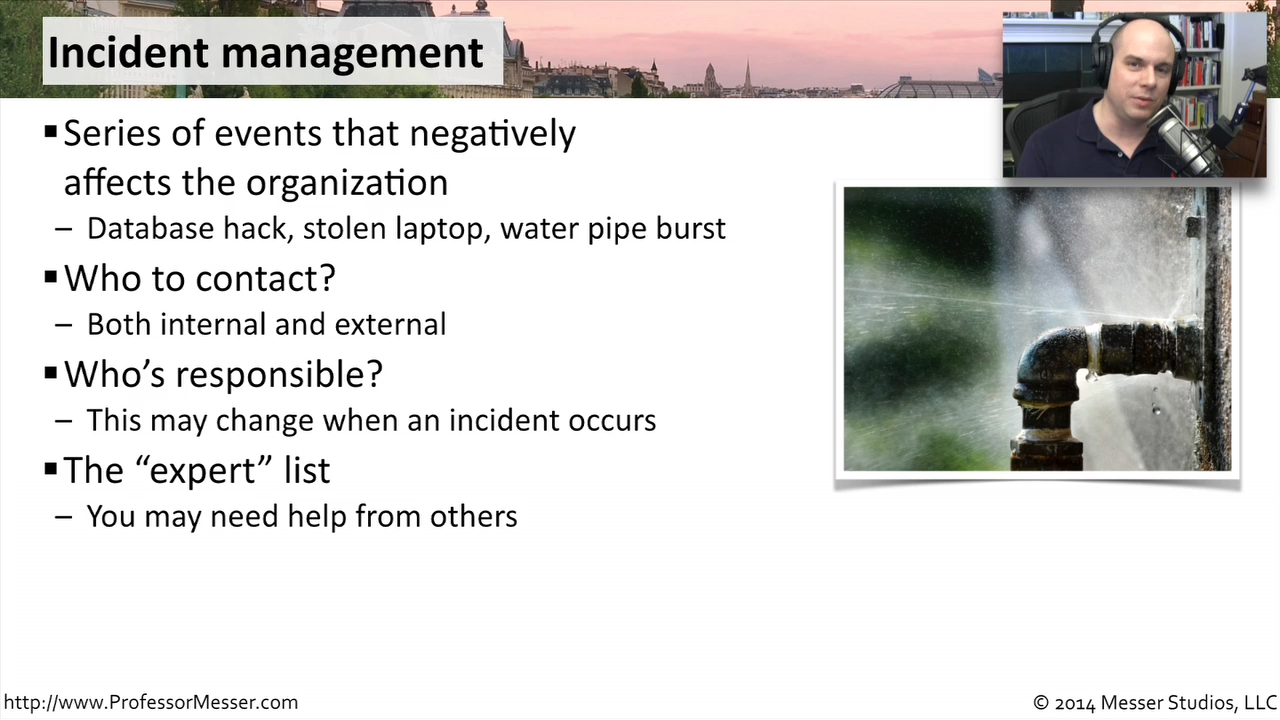 Incident management
▪ Series of events that negatively
affects the organization
– Database hack, stolen laptop, water pipe burst
▪ Who to contact?
– Both internal and external
▪ Who’s responsible?
– This may change when an incident occurs
▪ The “expert” list
– You may need help from others
http://www.ProfessorMesser.com
© 2014 Messer Studios, LLC